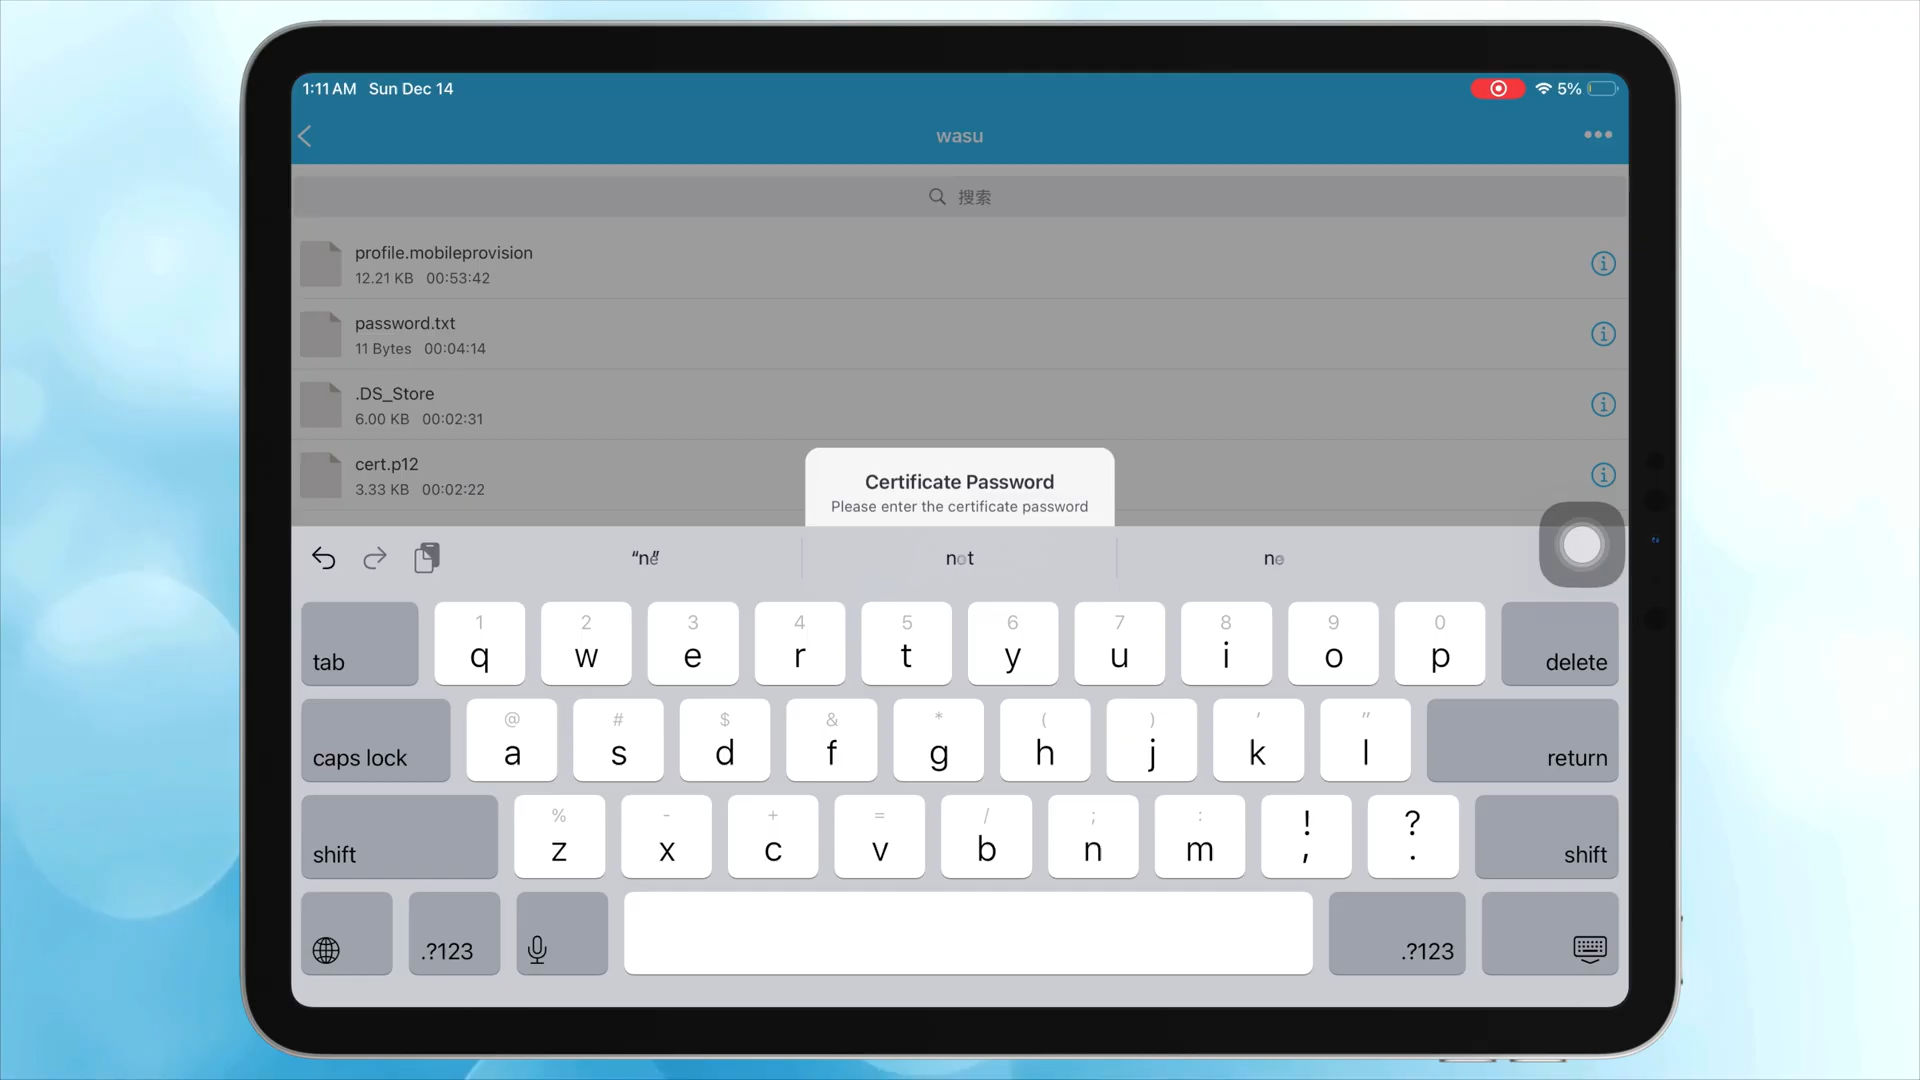 1:11 AM Sun Dec 14
5%
wasu
搜索
profile.mobileprovision
12.21 KB 00:53:42
password.txt
11 Bytes 00:04:14
.DS_Store
6.00 KB 00:02:31
cert.p12
3.33 KB 00:02:22
Certificate Password
Please enter the certificate password
not
1 2 3 4 5 6 7 8 9 0
tab q w e r t y u i o p delete
@ # $ & * ( ) ' "
caps lock a s d f g h j k l return
% - + = / ; : ! ?
shift z x c v b n m , . shift
.?123 .?123